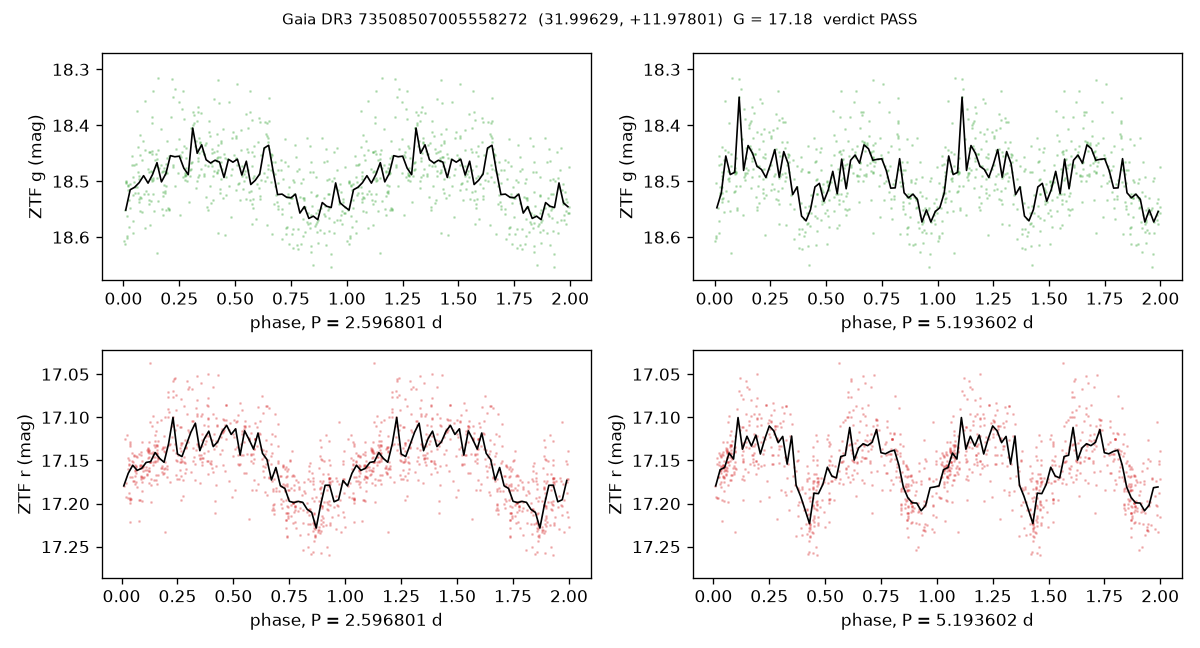 Gaia DR3 73508507005558272 (31.99629, +11.97801) G = 17.18 verdict PASS
ZTF g (mag)
18.3
18.4
18.5
18.6
0.00 0.25 0.50 0.75 1.00 1.25 1.50 1.75 2.00
phase, P = 2.596801 d
ZTF g (mag)
18.3
18.4
18.5
18.6
0.00 0.25 0.50 0.75 1.00 1.25 1.50 1.75 2.00
phase, P = 5.193602 d
ZTF r (mag)
17.05
17.10
17.15
17.20
17.25
0.00 0.25 0.50 0.75 1.00 1.25 1.50 1.75 2.00
phase, P = 2.596801 d
ZTF r (mag)
17.05
17.10
17.15
17.20
17.25
0.00 0.25 0.50 0.75 1.00 1.25 1.50 1.75 2.00
phase, P = 5.193602 d